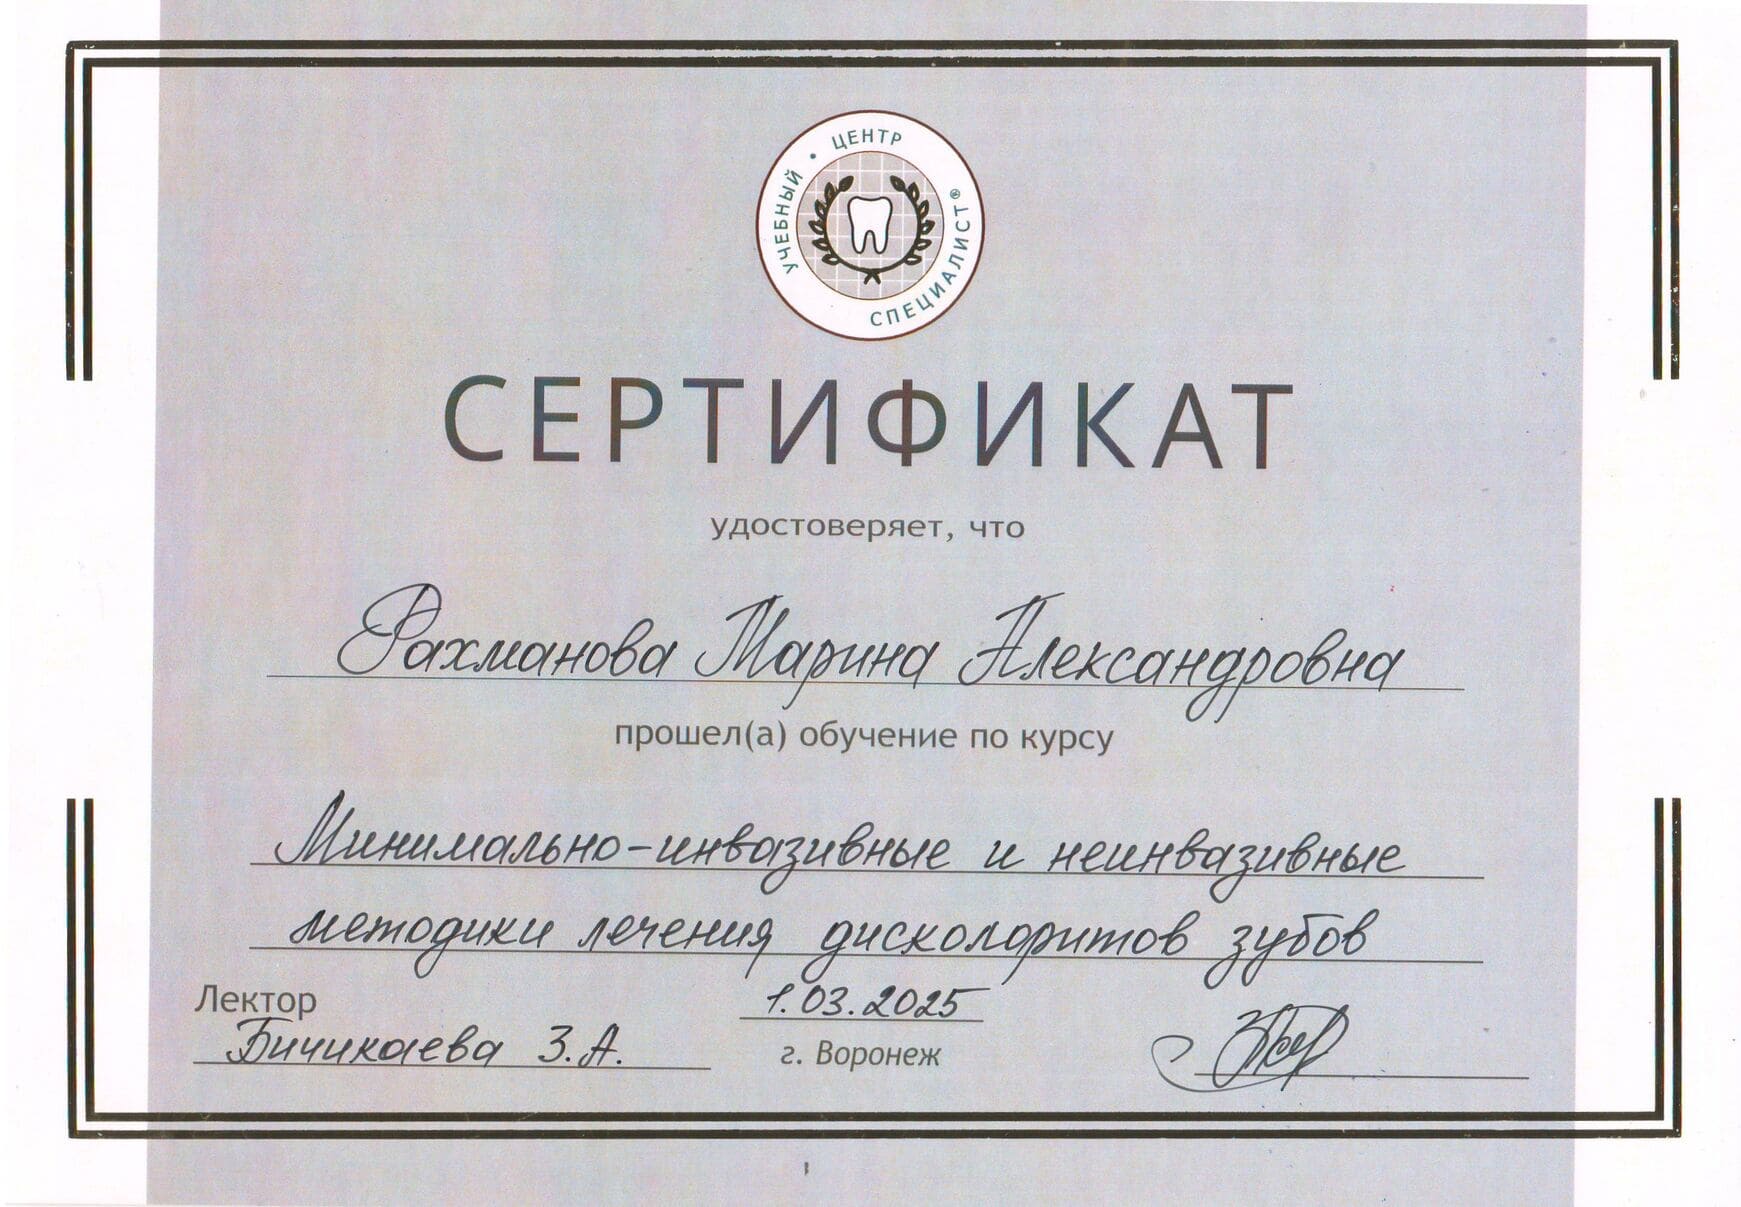 УЧЕБНЫЙ • ЦЕНТР
СПЕЦИАЛИСТ®
СЕРТИФИКАТ
удостоверяет, что
Рахманова Марина Александровна
прошел(а) обучение по курсу
Минимально-инвазивные и неинвазивные
методики лечения дисколоритов зубов
Лектор
Бичикаева З.А.
1.03.2025
г. Воронеж